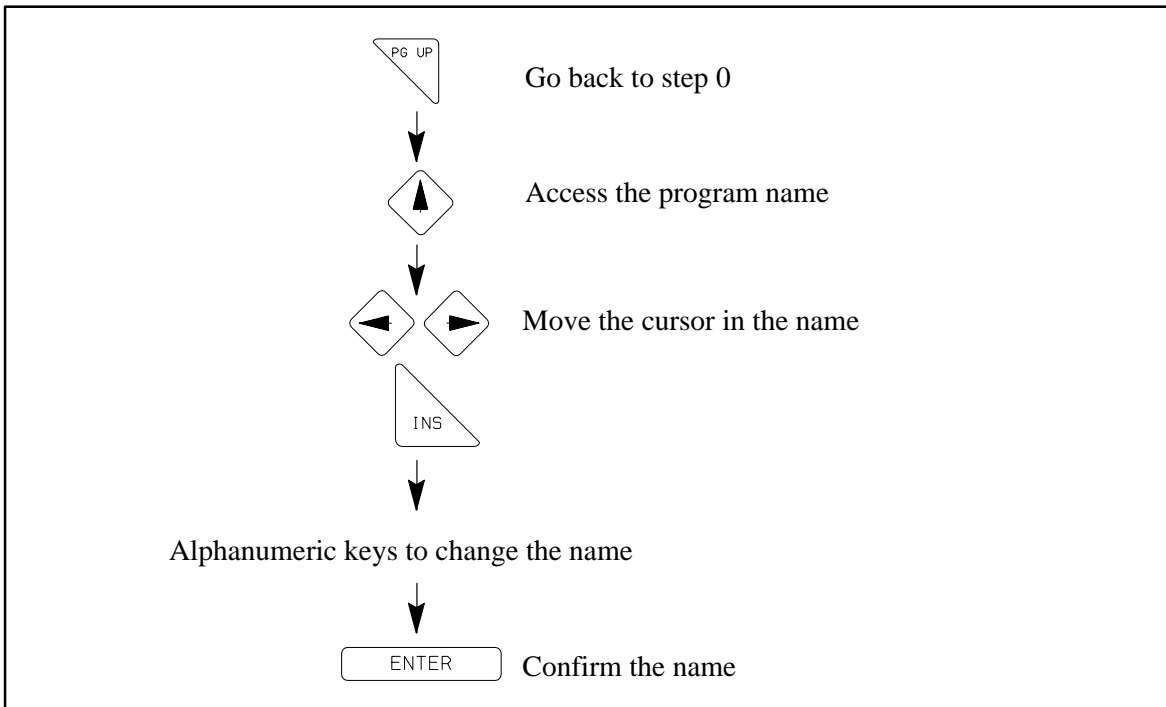 PG UP
Go back to step 0
Access the program name
Move the cursor in the name
INS
Alphanumeric keys to change the name
ENTER
Confirm the name